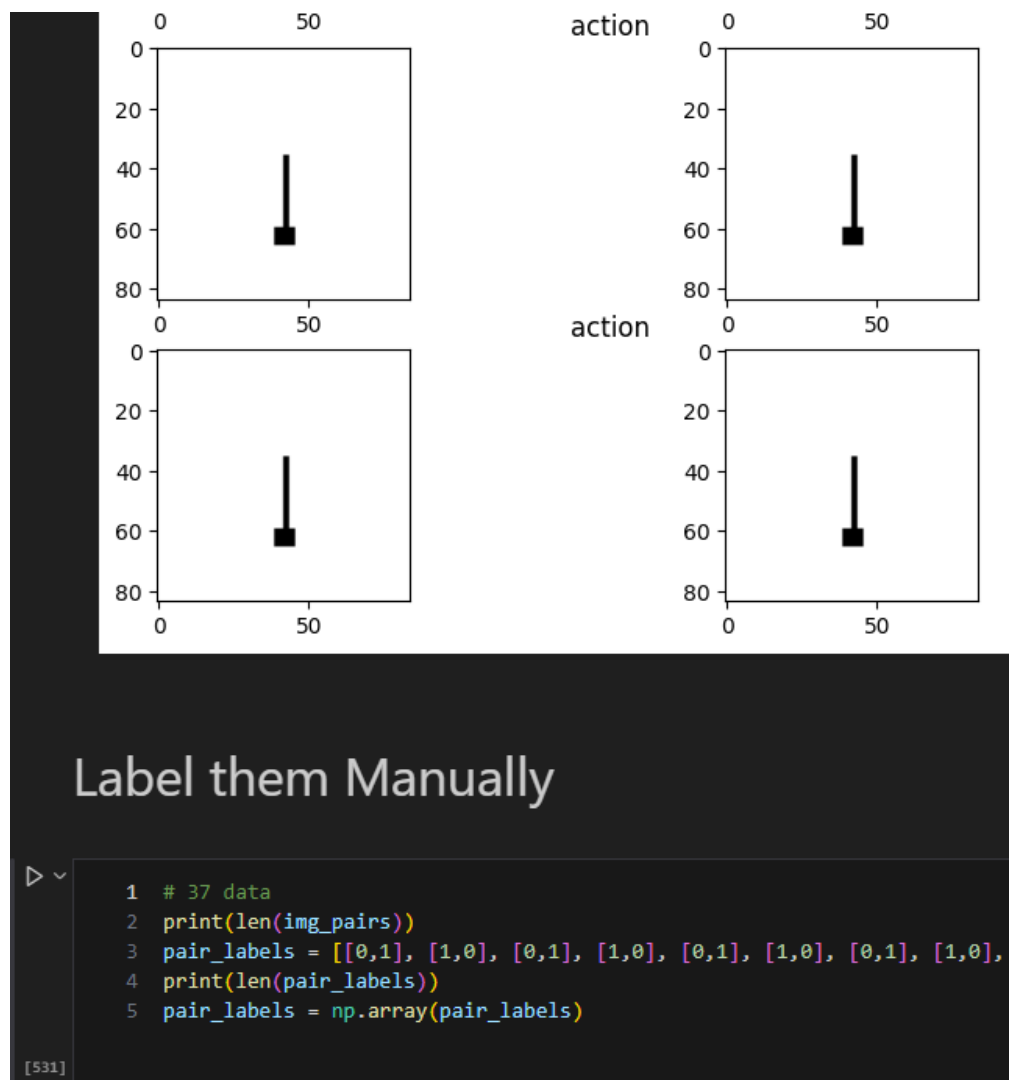 0 50 action 0 50
0 0
20 20
40 40
60 60
80 80
0 50 action 0 50
0 0
20 20
40 40
60 60
80 80
0 50 0 50
Label them Manually
1 # 37 data
2 print(len(img_pairs))
3 pair_labels = [[0,1], [1,0], [0,1], [1,0], [0,1], [1,0], [0,1], [1,0],
4 print(len(pair_labels))
5 pair_labels = np.array(pair_labels)
[531]